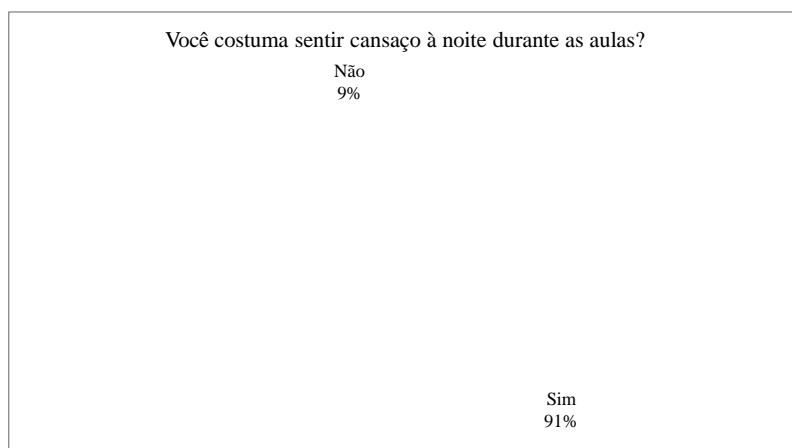 Você costuma sentir cansaço à noite durante as aulas?
Não
9%
Sim
91%